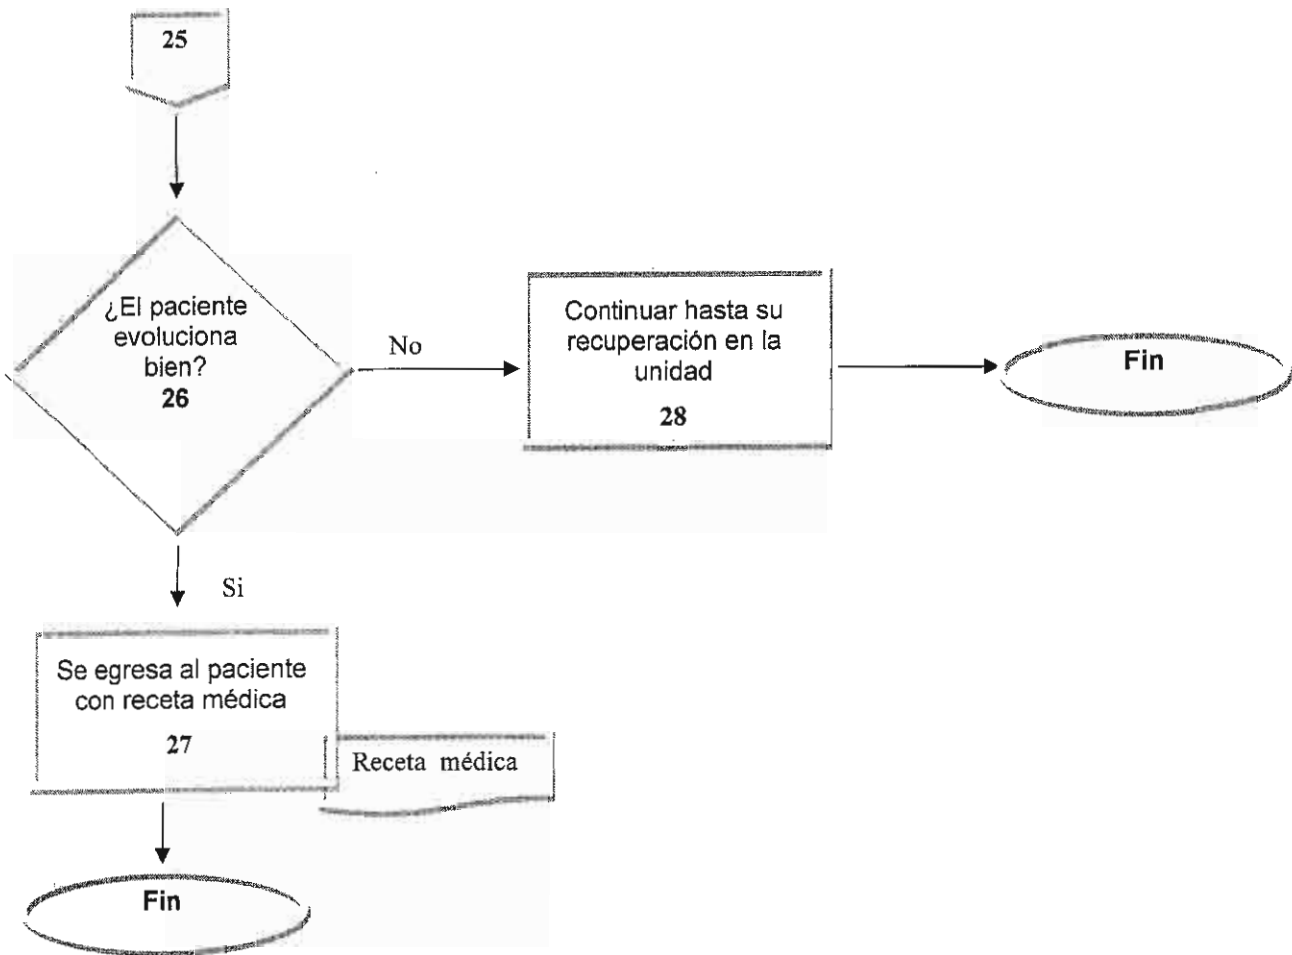 25
¿El paciente
evoluciona
bien?
26
No
Continuar hasta su
recuperación en la
unidad
28
Fin
Si
Se egresa al paciente
con receta médica
27
Receta médica
Fin